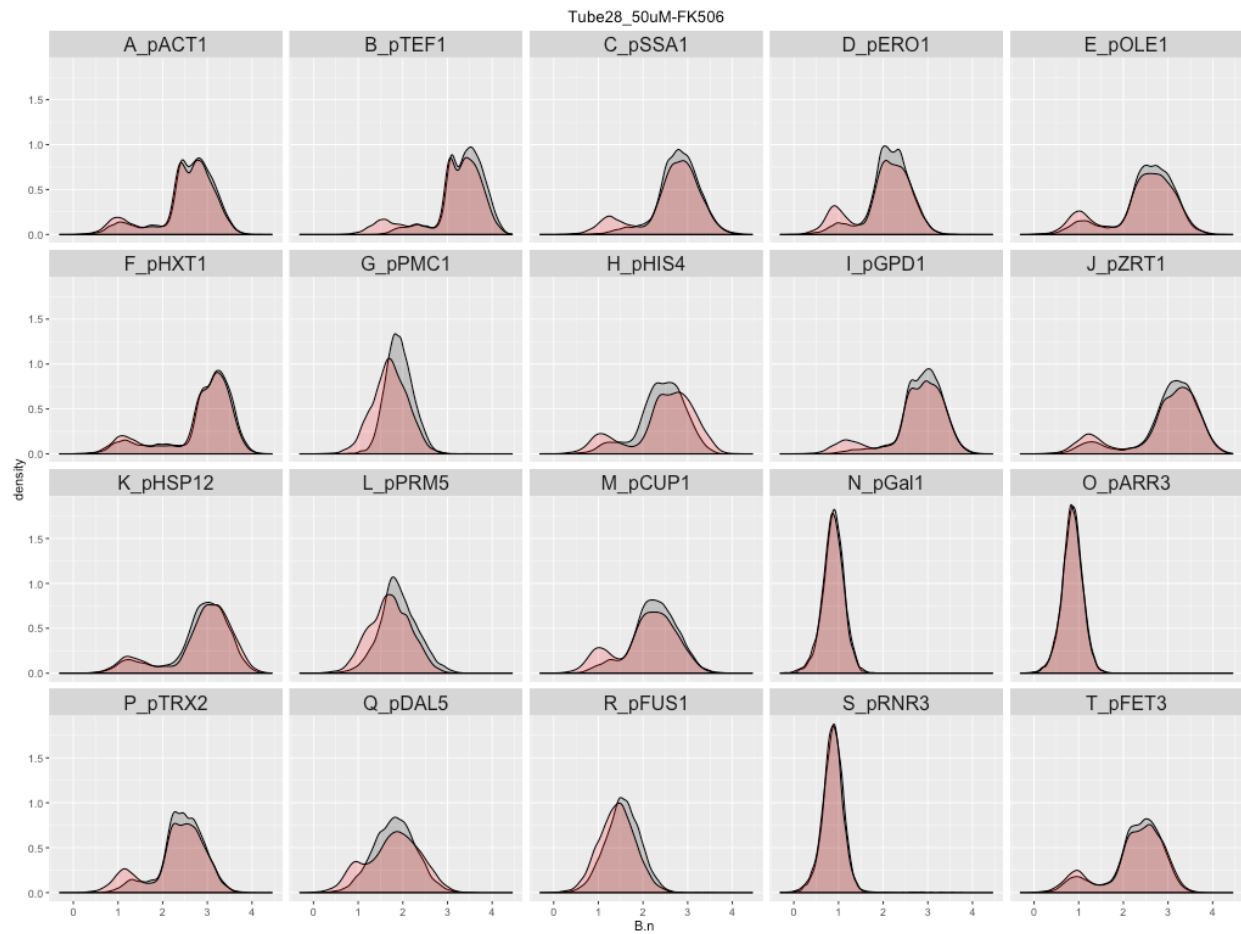 Tube28_50uM-FK506
A_pACT1
B_pTEF1
C_pSSA1
D_pERO1
E_pOLE1
1.5
1.0
0.5
0.0
F_pHXT1
G_pPMC1
H_pHIS4
I_pGPD1
J_pZRT1
1.5
1.0
0.5
0.0
density
K_pHSP12
L_pPRM5
M_pCUP1
N_pGal1
O_pARR3
1.5
1.0
0.5
0.0
P_pTRX2
Q_pDAL5
R_pFUS1
S_pRNR3
T_pFET3
1.5
1.0
0.5
0.0
0 1 2 3 4
0 1 2 3 4
0 1 2 3 4
0 1 2 3 4
0 1 2 3 4
B.n